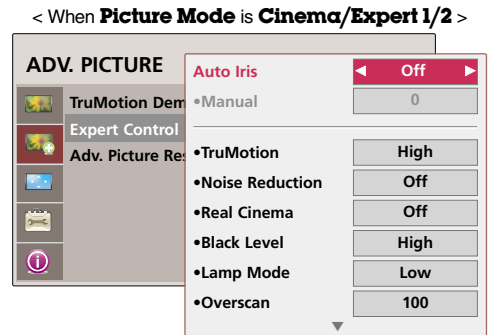 < When Picture Mode is Cinema/Expert 1/2 >
ADV. PICTURE
TruMotion Dem
Expert Control
Adv. Picture Res
Auto Iris ◀ Off ▶
•Manual 0
•TruMotion High
•Noise Reduction Off
•Real Cinema Off
•Black Level High
•Lamp Mode Low
•Overscan 100
▼